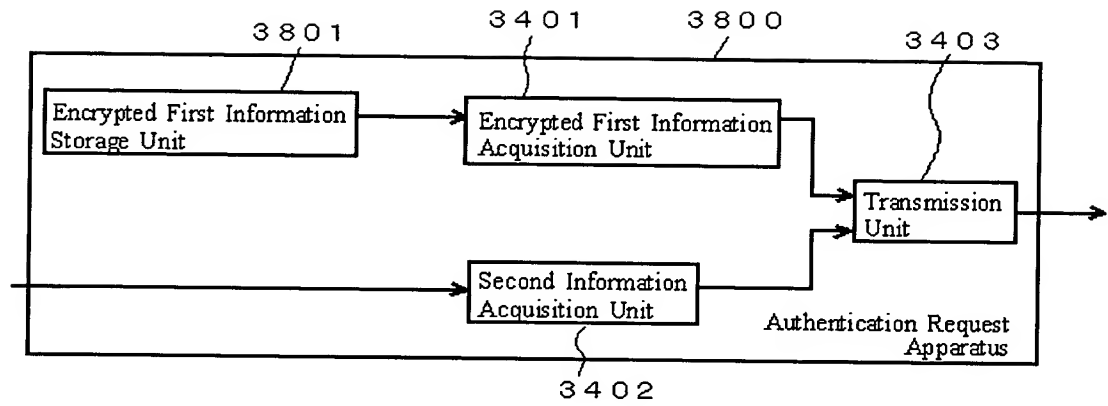 3801
3401
3800
3403
Encrypted First Information
Storage Unit
Encrypted First Information
Acquisition Unit
Transmission
Unit
Second Information
Acquisition Unit
Authentication Request
Apparatus
3402